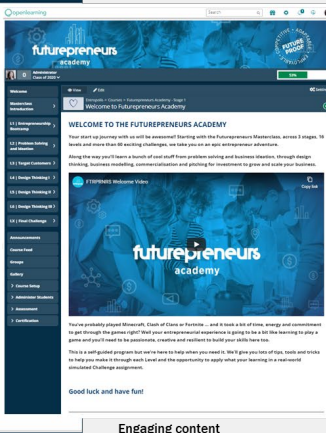 openlearning
Search
futurepreneurs
academy
COMPETITIVE • ADAPTABLE
FUTURE
PROOF
Administrator
Class of 2020
View
Edit
Welcome
Futurepreneurs Academy - Stage 1
Welcome to Futurepreneurs Academy
Masterclass
Introduction
L1 | Entrepreneurship
Bootcamp
L2 | Problem Solving
and Ideation
L3 | Target Customers
L4 | Design Thinking I
L4 | Design Thinking II
L4 | Design Thinking III
L5 | Final Challenge
Announcements
Course Feed
Groups
Gallery
Course Setup
Administer Students
Assessment
Certification
WELCOME TO THE FUTUREPRENEURS ACADEMY
Your start up journey with us will be awesome!! Starting with the Futurepreneurs Masterclass, across 3 stages, 16
levels and more than 60 exciting challenges, we take you on an epic entrepreneur adventure.
Along the way you'll learn a bunch of cool stuff from problem solving and business ideation, through design
thinking, business modelling, commercialisation and pitching for investment to grow and scale your business.
FTRPRNRS Welcome Video
Copy link
futurepreneurs
academy
You've probably played Minecraft, Clash of Clans or Fortnite ... and it took a bit of time, energy and commitment
to get through the games right? Well your entrepreneurial experience is going to be a bit like learning to play a
game and you'll need to be passionate, creative and resilient to build your skills here too.
This is a self-guided program but we're here to help when you need it. We'll give you lots of tips, tools and tricks
to help you make it through each Level and the opportunity to apply what your learning in a real-world
simulated Challenge assignment.
Good luck and have fun!
Engaging content